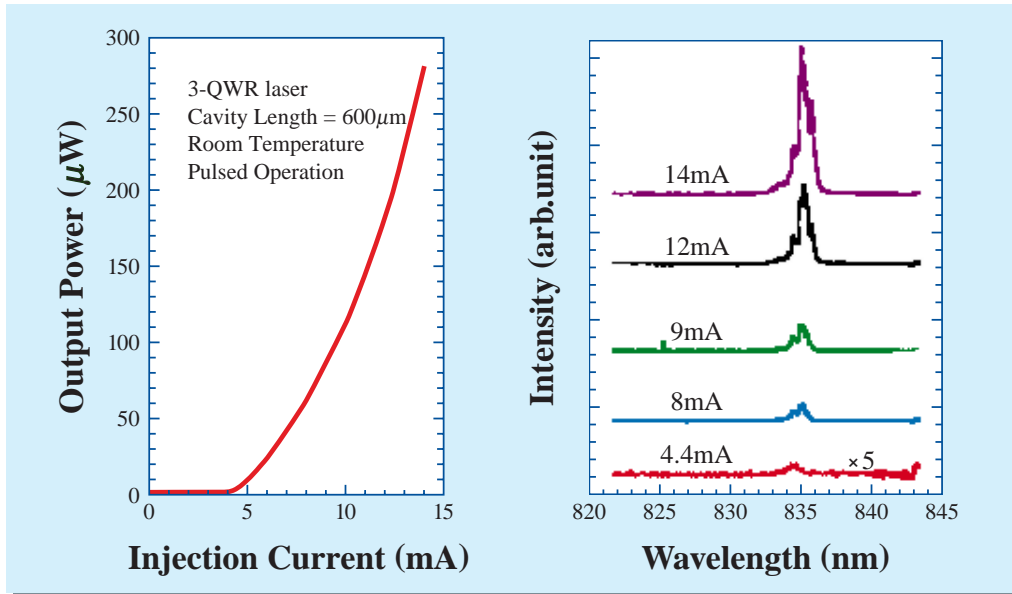 300
250
200
150
100
50
0
0 5 10 15
Output Power (μW)
Injection Current (mA)
3-QWR laser
Cavity Length = 600μm
Room Temperature
Pulsed Operation
Intensity (arb.unit)
14mA
12mA
9mA
8mA
4.4mA ×5
820 825 830 835 840 845
Wavelength (nm)